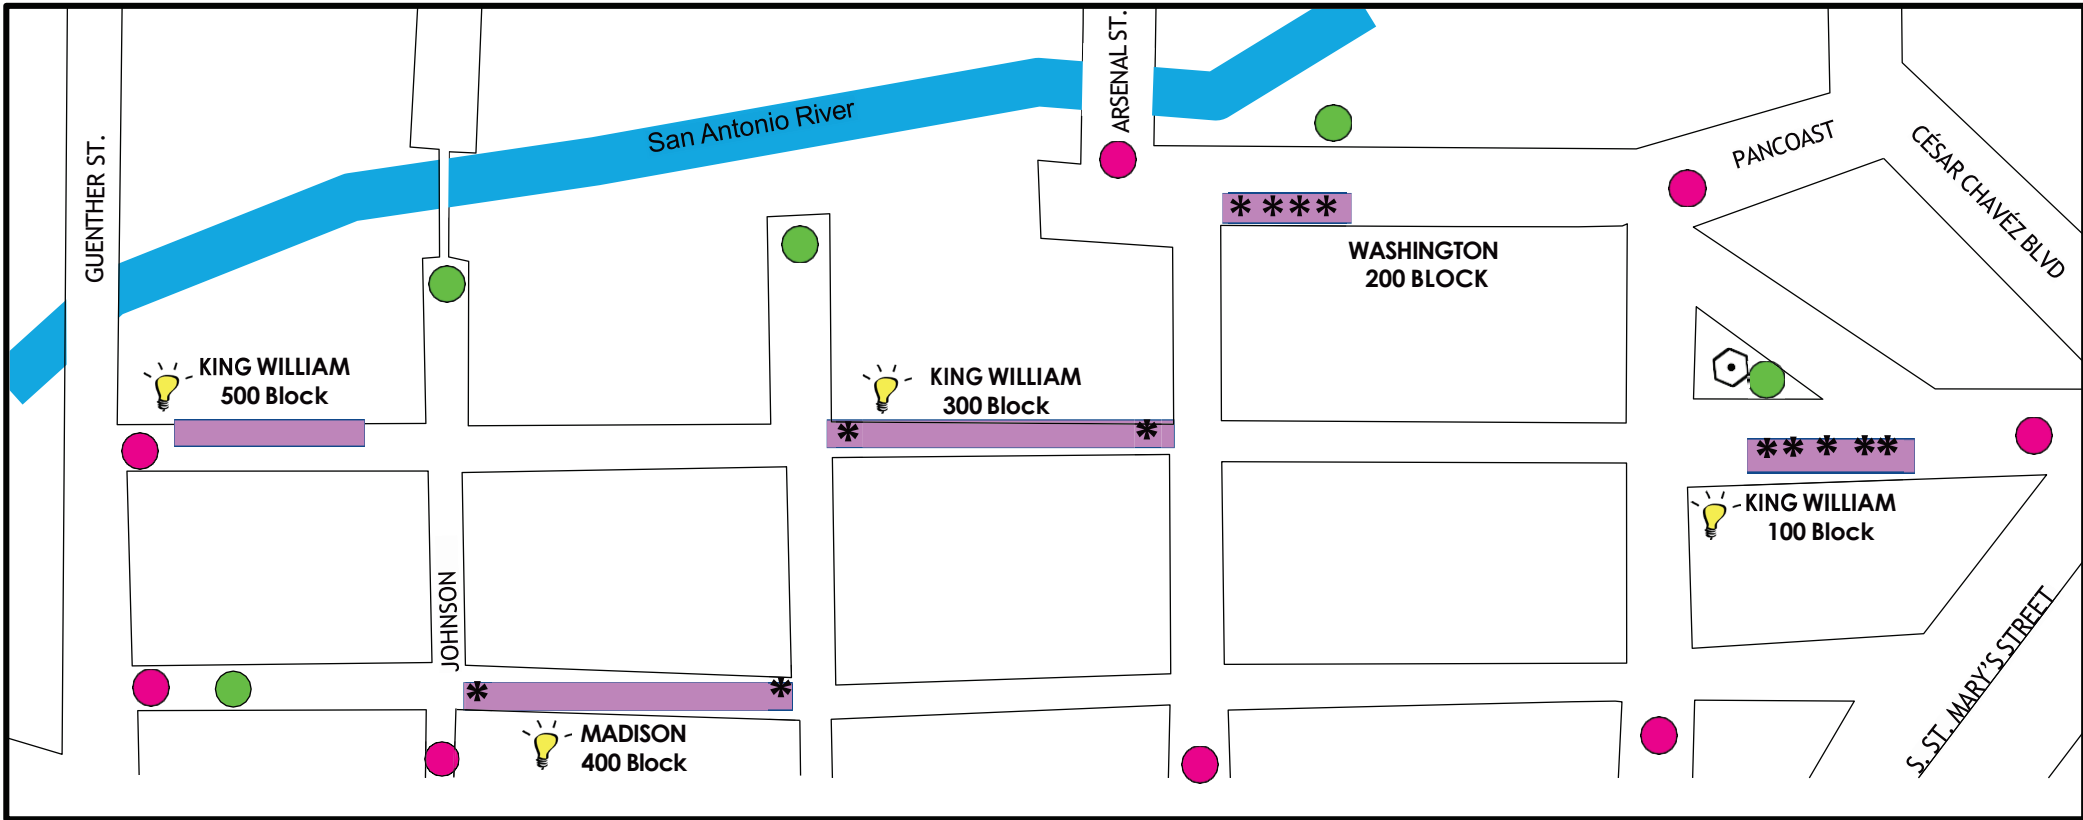 GUENTHER ST.
San Antonio River
ARSENAL ST.
PANCOAST
CÉSAR CHAVÉZ BLVD
* * * *
WASHINGTON
200 BLOCK
KING WILLIAM
500 Block
KING WILLIAM
300 Block
* *
* * * * *
KING WILLIAM
100 Block
JOHNSON
* *
MADISON
400 Block
S. ST. MARY'S STREET